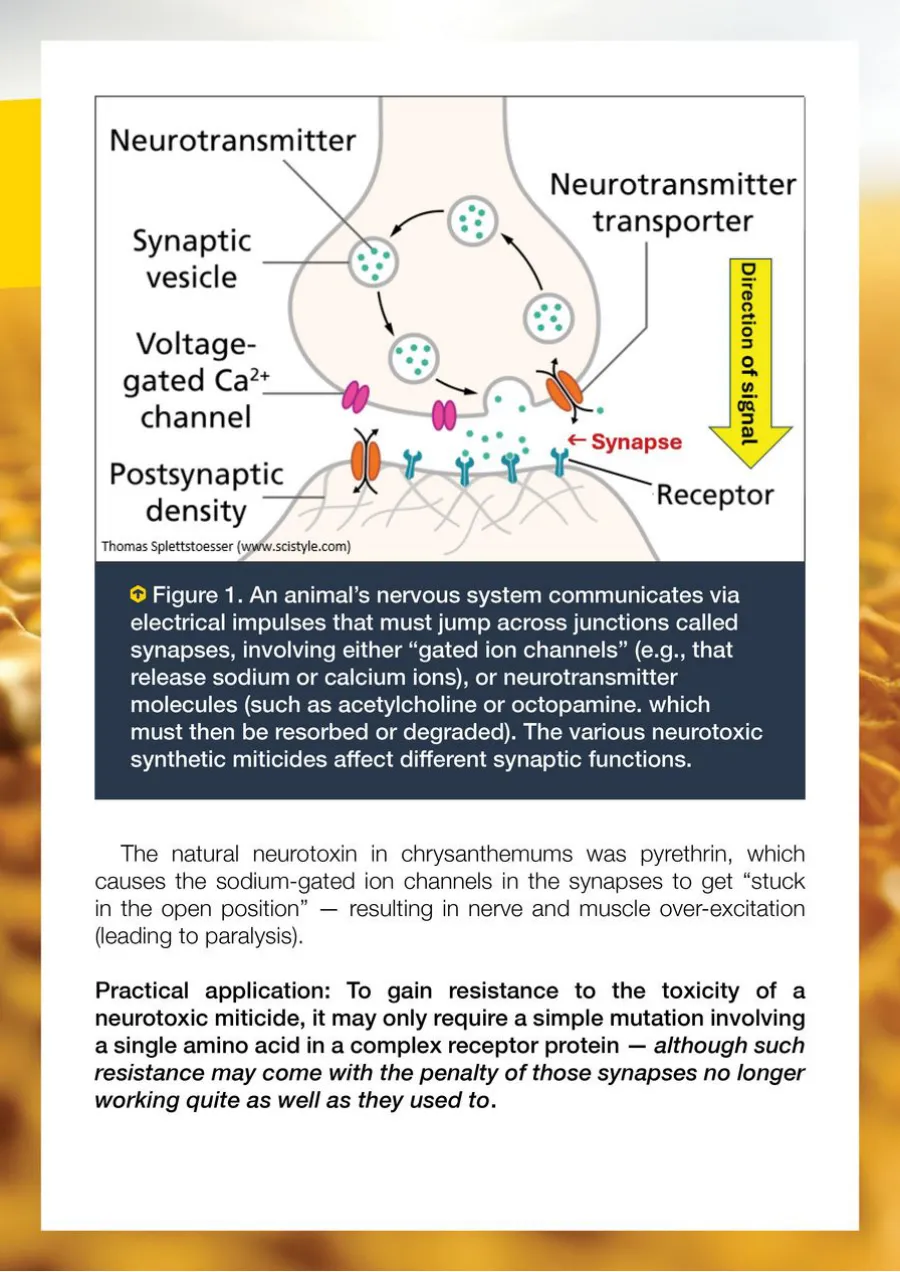 Neurotransmitter
Neurotransmitter
transporter
Synaptic
vesicle
Direction of signal
Voltage-
gated Ca²⁺
channel
← Synapse
Postsynaptic
density
Receptor
Thomas Splettstoesser (www.scistyle.com)
Figure 1. An animal’s nervous system communicates via
electrical impulses that must jump across junctions called
synapses, involving either “gated ion channels” (e.g., that
release sodium or calcium ions), or neurotransmitter
molecules (such as acetylcholine or octopamine. which
must then be resorbed or degraded). The various neurotoxic
synthetic miticides affect different synaptic functions.
The natural neurotoxin in chrysanthemums was pyrethrin, which
causes the sodium-gated ion channels in the synapses to get “stuck
in the open position” — resulting in nerve and muscle over-excitation
(leading to paralysis).
Practical application: To gain resistance to the toxicity of a
neurotoxic miticide, it may only require a simple mutation involving
a single amino acid in a complex receptor protein — although such
resistance may come with the penalty of those synapses no longer
working quite as well as they used to.